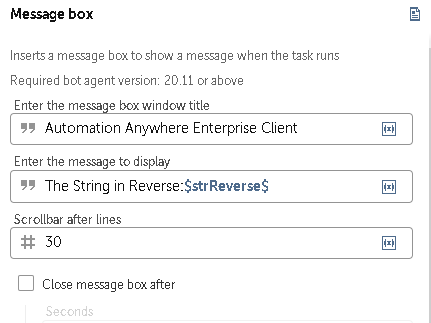 Message box
Inserts a message box to show a message when the task runs
Required bot agent version: 20.11 or above
Enter the message box window title
Automation Anywhere Enterprise Client
(x)
Enter the message to display
The String in Reverse:$strReverse$
(x)
Scrollbar after lines
# 30
(x)
Close message box after
Seconds